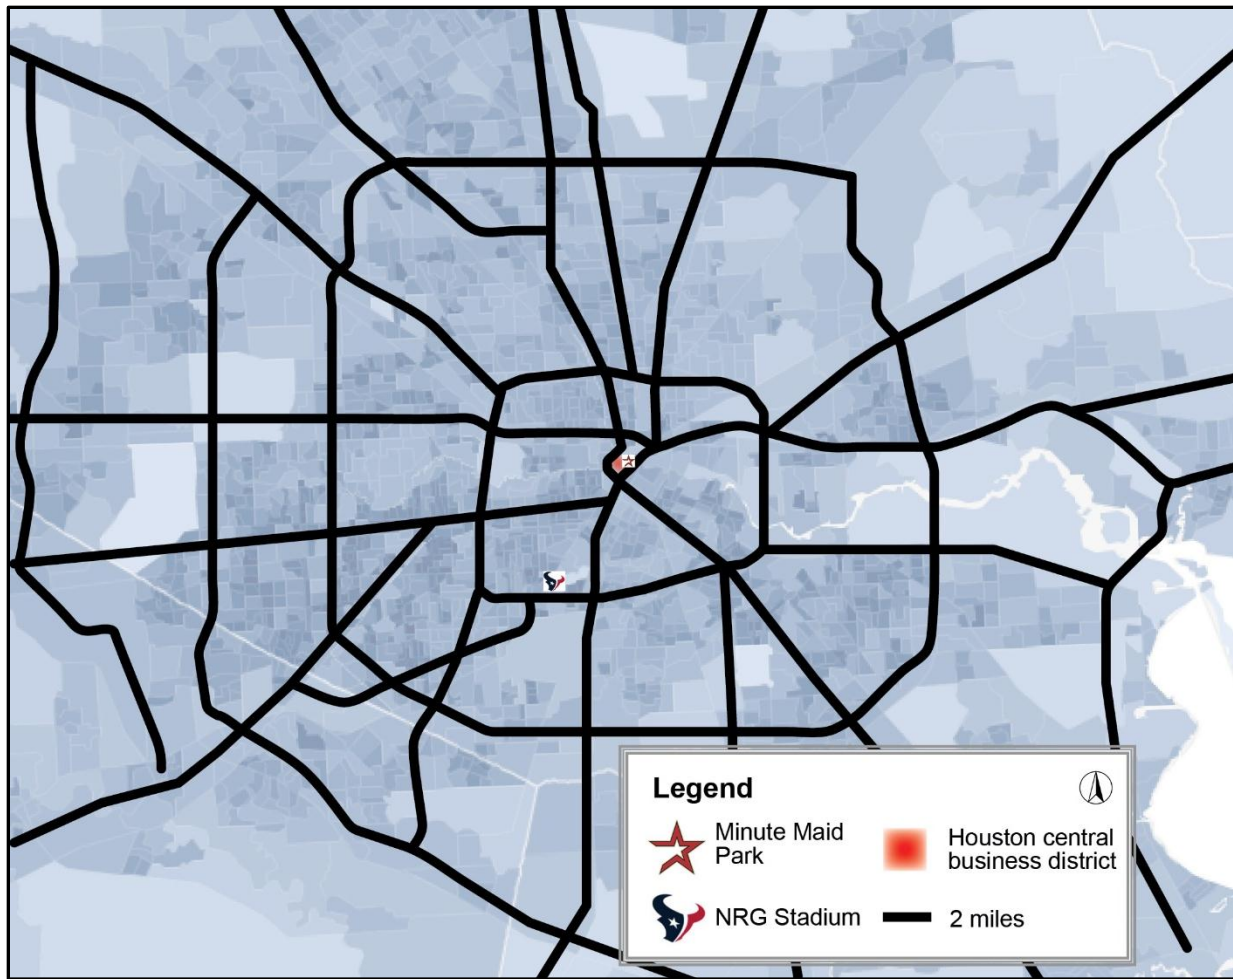 Legend
Minute Maid
Park
Houston central
business district
NRG Stadium
2 miles